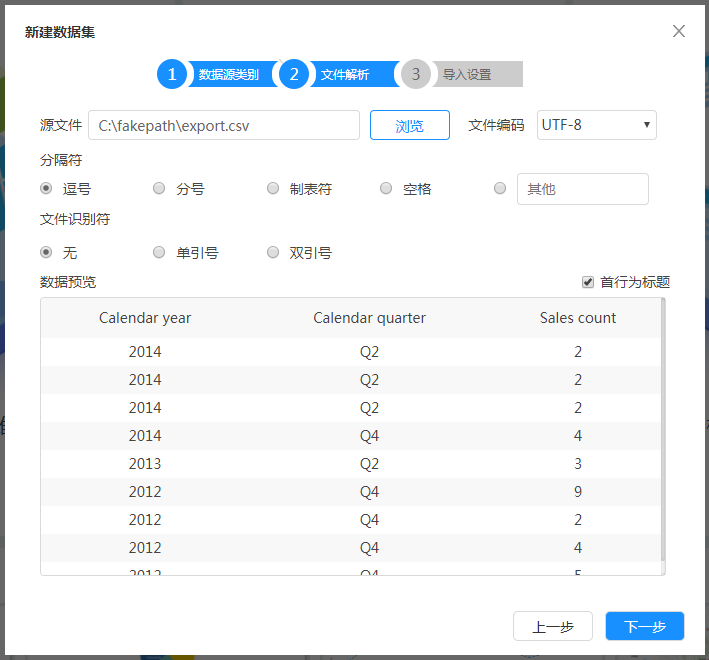 新建数据集
1 数据源类别 2 文件解析 3 导入设置
源文件 C:\fakepath\export.csv 浏览 文件编码 UTF-8
分隔符
逗号 分号 制表符 空格 其他
文件识别符
无 单引号 双引号
数据预览 首行为标题
Calendar year Calendar quarter Sales count
2014 Q2 2
2014 Q2 2
2014 Q2 2
2014 Q4 4
2013 Q2 3
2012 Q4 9
2012 Q4 2
2012 Q4 4
2012 Q4 5
上一步 下一步